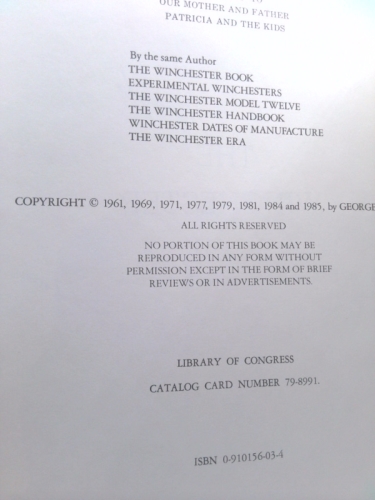 TO
OUR MOTHER AND FATHER
PATRICIA AND THE KIDS
By the same Author
THE WINCHESTER BOOK
EXPERIMENTAL WINCHESTERS
THE WINCHESTER MODEL TWELVE
THE WINCHESTER HANDBOOK
WINCHESTER DATES OF MANUFACTURE
THE WINCHESTER ERA
COPYRIGHT © 1961, 1969, 1971, 1977, 1979, 1981, 1984 and 1985, by GEORGE
ALL RIGHTS RESERVED
NO PORTION OF THIS BOOK MAY BE
REPRODUCED IN ANY FORM WITHOUT
PERMISSION EXCEPT IN THE FORM OF BRIEF
REVIEWS OR IN ADVERTISEMENTS.
LIBRARY OF CONGRESS
CATALOG CARD NUMBER 79-8991.
ISBN 0-910156-03-4